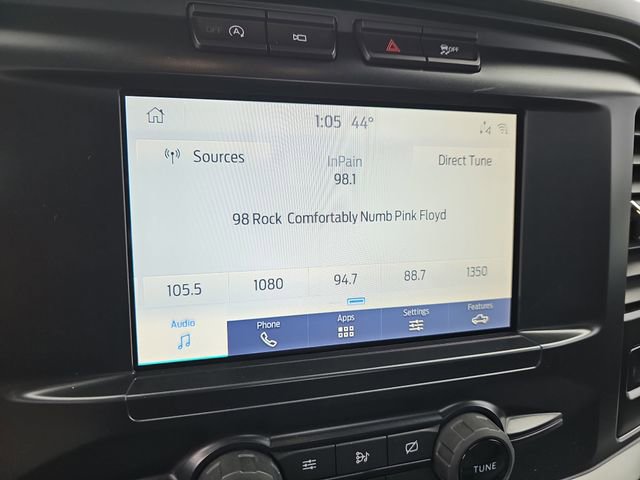 OFF A
OFF
1:05 44°
4
Sources
InPain
Direct Tune
98.1
98 Rock Comfortably Numb Pink Floyd
105.5 1080 94.7 88.7 1350
Audio Phone Apps Settings Features
TUNE